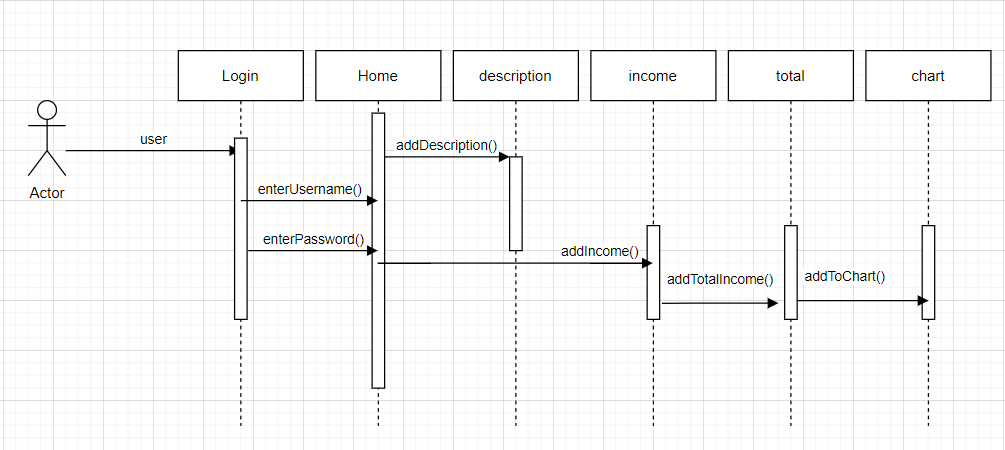 Login
Home
description
income
total
chart
user
addDescription()
Actor
enterUsername()
enterPassword()
addIncome()
addTotalIncome()
addToChart()